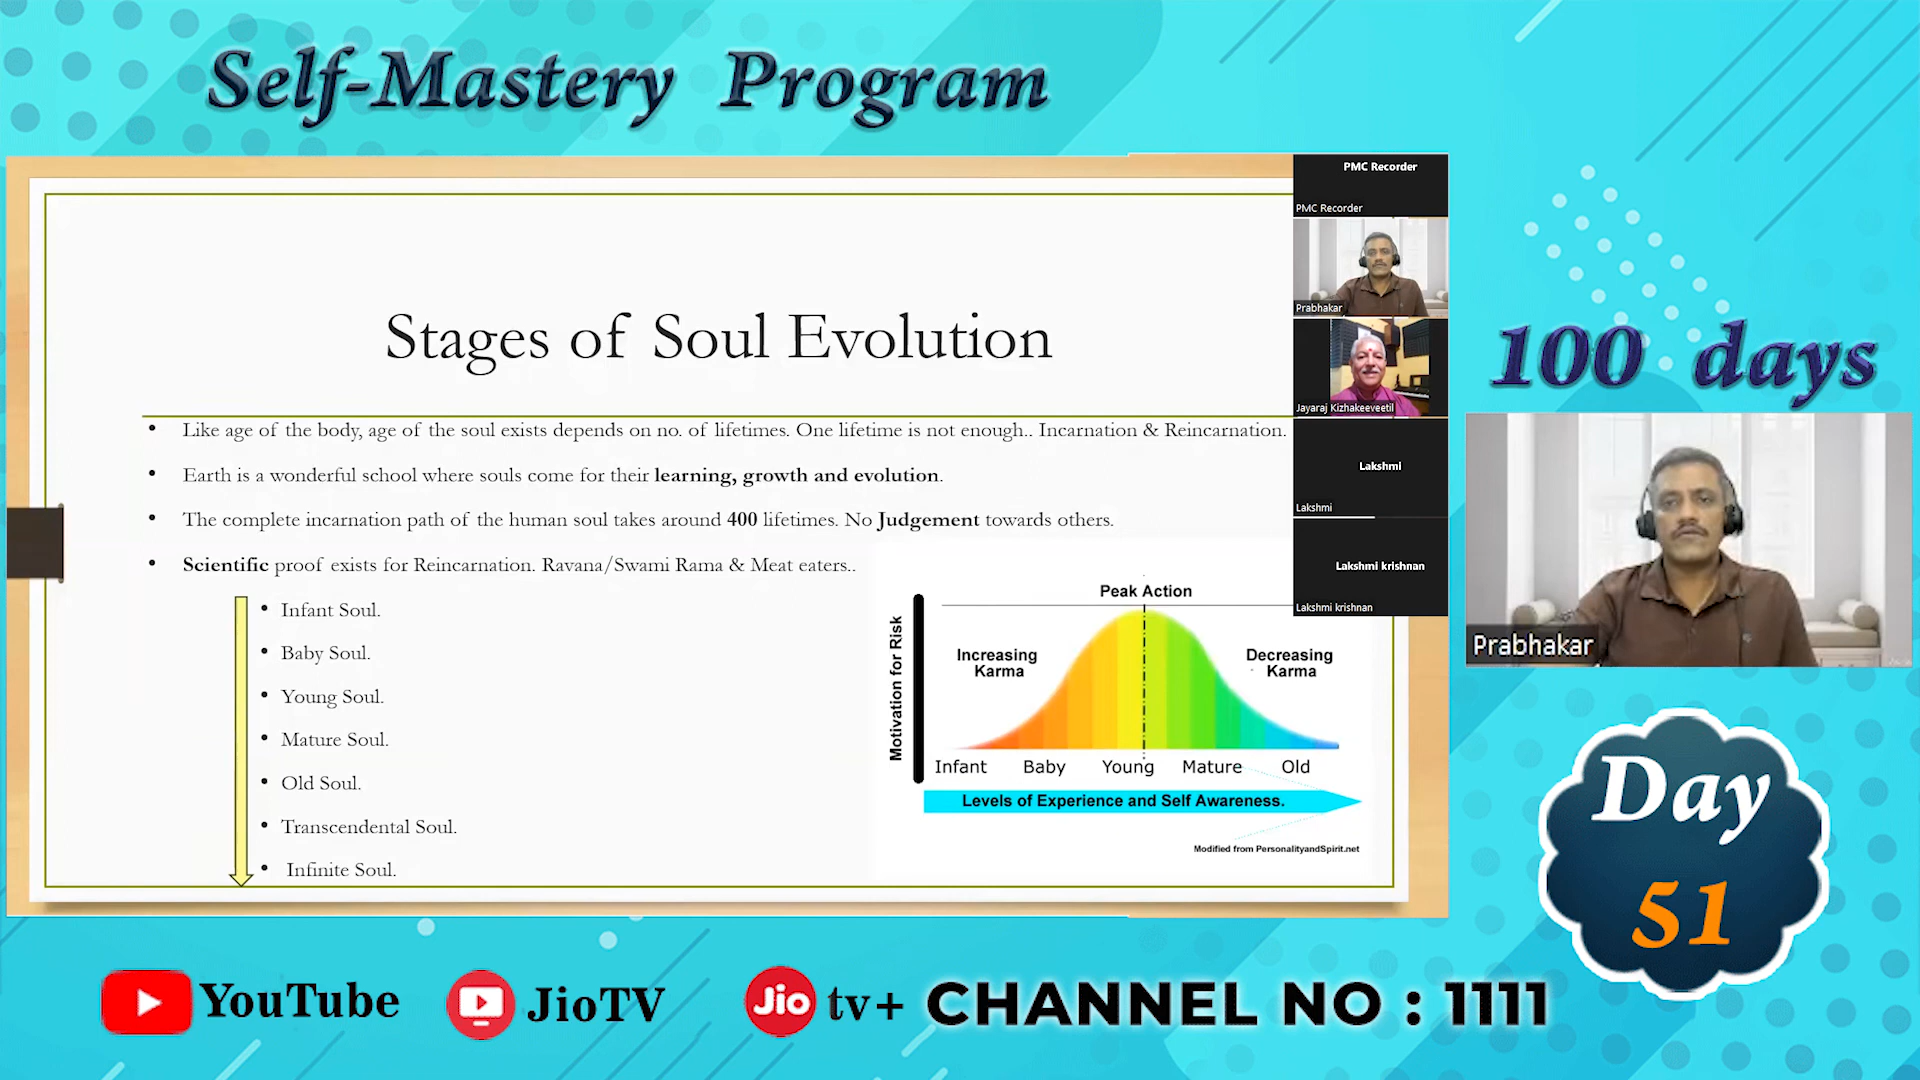 Self-Mastery Program
PMC Recorder
PMC Recorder
Prabhakar
Jayaraj Kizhakeeveetil
Lakshmi
Lakshmi
Lakshmi krishnan
Lakshmi krishnan
Stages of Soul Evolution
• Like age of the body, age of the soul exists depends on no. of lifetimes. One lifetime is not enough.. Incarnation & Reincarnation.
• Earth is a wonderful school where souls come for their learning, growth and evolution.
• The complete incarnation path of the human soul takes around 400 lifetimes. No Judgement towards others.
• Scientific proof exists for Reincarnation. Ravana/Swami Rama & Meat eaters..
• Infant Soul.
• Baby Soul.
• Young Soul.
• Mature Soul.
• Old Soul.
• Transcendental Soul.
• Infinite Soul.
Peak Action
Motivation for Risk
Increasing
Karma
Decreasing
Karma
Infant Baby Young Mature Old
Levels of Experience and Self Awareness.
Modified from PersonalityandSpirit.net
100 days
Prabhakar
Day
51
YouTube
JioTV
Jio tv+
CHANNEL NO : 1111